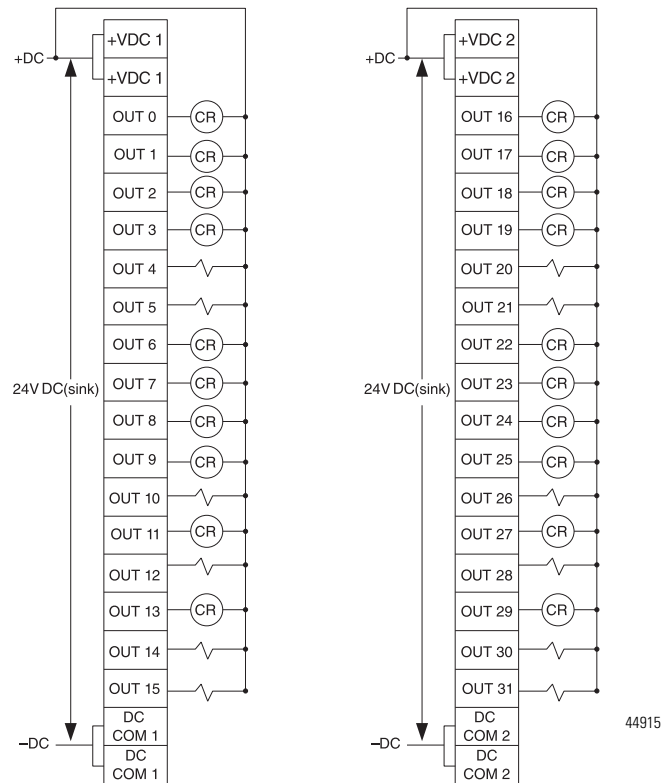 +DC
+VDC 1
+VDC 1
OUT 0 CR
OUT 1 CR
OUT 2 CR
OUT 3 CR
OUT 4
OUT 5
OUT 6 CR
OUT 7 CR
24V DC(sink)
OUT 8 CR
OUT 9 CR
OUT 10
OUT 11 CR
OUT 12
OUT 13 CR
OUT 14
OUT 15
DC
COM 1
–DC
DC
COM 1
+DC
+VDC 2
+VDC 2
OUT 16 CR
OUT 17 CR
OUT 18 CR
OUT 19 CR
OUT 20
OUT 21
OUT 22 CR
OUT 23 CR
24V DC(sink)
OUT 24 CR
OUT 25 CR
OUT 26
OUT 27 CR
OUT 28
OUT 29 CR
OUT 30
OUT 31
DC
COM 2
–DC
DC
COM 2
44915